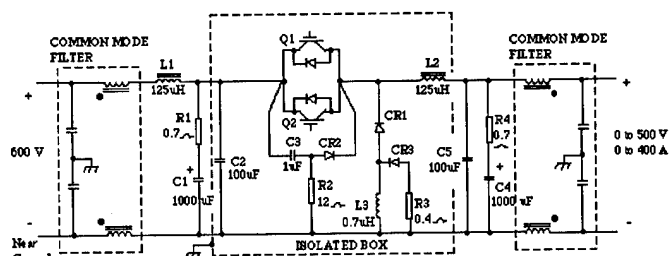 COMMON MODE
FILTER
L1
125uH
Q1
Q2
L2
125uH
COMMON MODE
FILTER
+
+
600 V
R1
0.7
+
C1
1000 uF
C2
100uF
C3
1uF
CR2
R2
12
CR1
CR3
L3
0.7uH
R3
0.4
C5
100uF
R4
0.7
+
C4
1000uF
0 to 500 V
0 to 400 A
-
-
Near
ISOLATED BOX